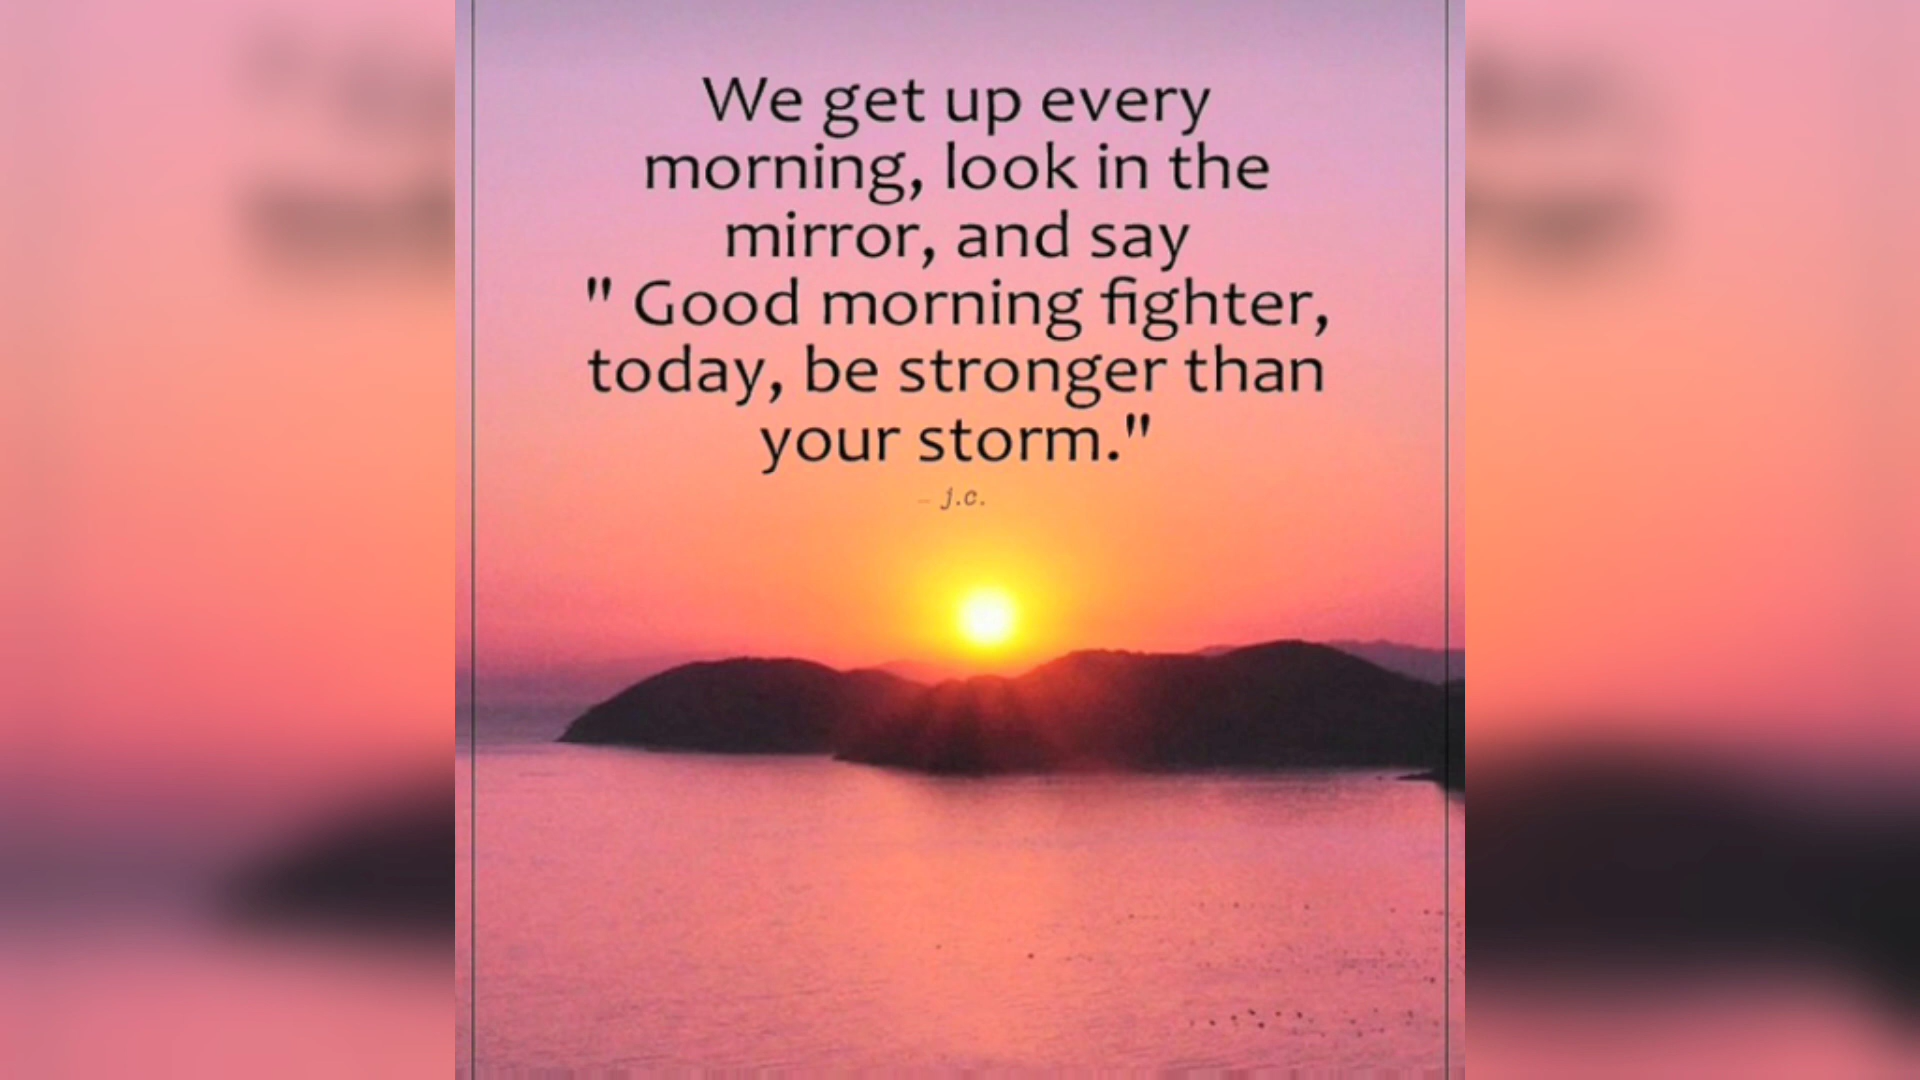 We get up every
morning, look in the
mirror, and say
" Good morning fighter,
today, be stronger than
your storm."
– j.c.